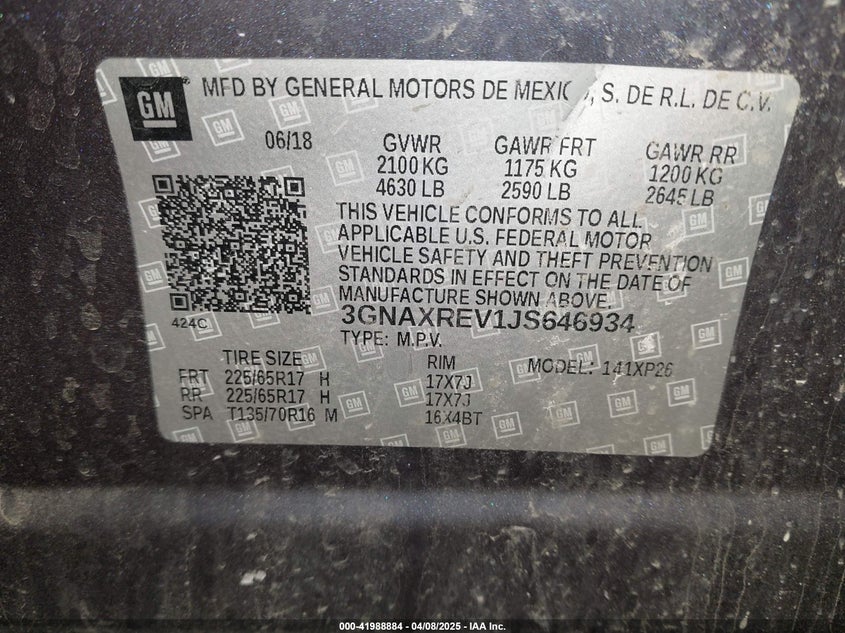 GM MFD BY GENERAL MOTORS DE MEXICO, S. DE R.L. DE C.V.
06/18 GVWR GAWR FRT GAWR RR
2100 KG 1175 KG 1200 KG
4630 LB 2590 LB 2645 LB
THIS VEHICLE CONFORMS TO ALL
APPLICABLE U.S. FEDERAL MOTOR
VEHICLE SAFETY AND THEFT PREVENTION
STANDARDS IN EFFECT ON THE DATE OF
MANUFACTURE SHOWN ABOVE.
424C 3GNAXREV1JS646934
TYPE: M.P.V.
TIRE SIZE RIM MODEL: 141XP26
FRT 225/65R17 H 17X7J
RR 225/65R17 H 17X7J
SPA T135/70R16 M 16X4BT
000-41988884 - 04/08/2025 - IAA Inc.